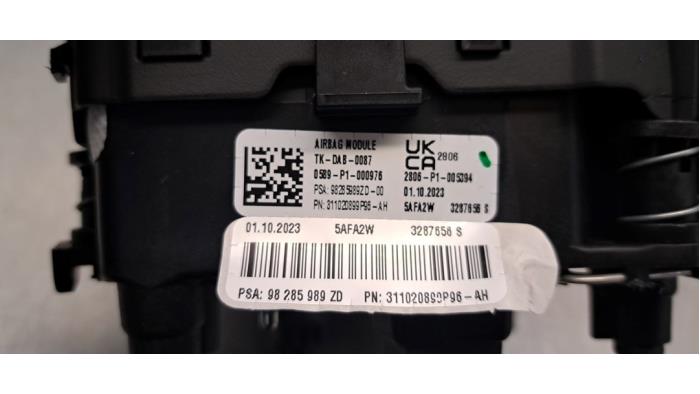 AIRBAG MODULE
TK-DAB-0087
0589-P1-000976
PSA: 98285989ZD-00
PN: 311020899P96-AH
UK
CA 2806
2806-P1-005394
01.10.2023
5AFA2W 3287656 S
01.10.2023 5AFA2W 3287656 S
PSA: 98 285 989 ZD PN: 311020899P96-AH